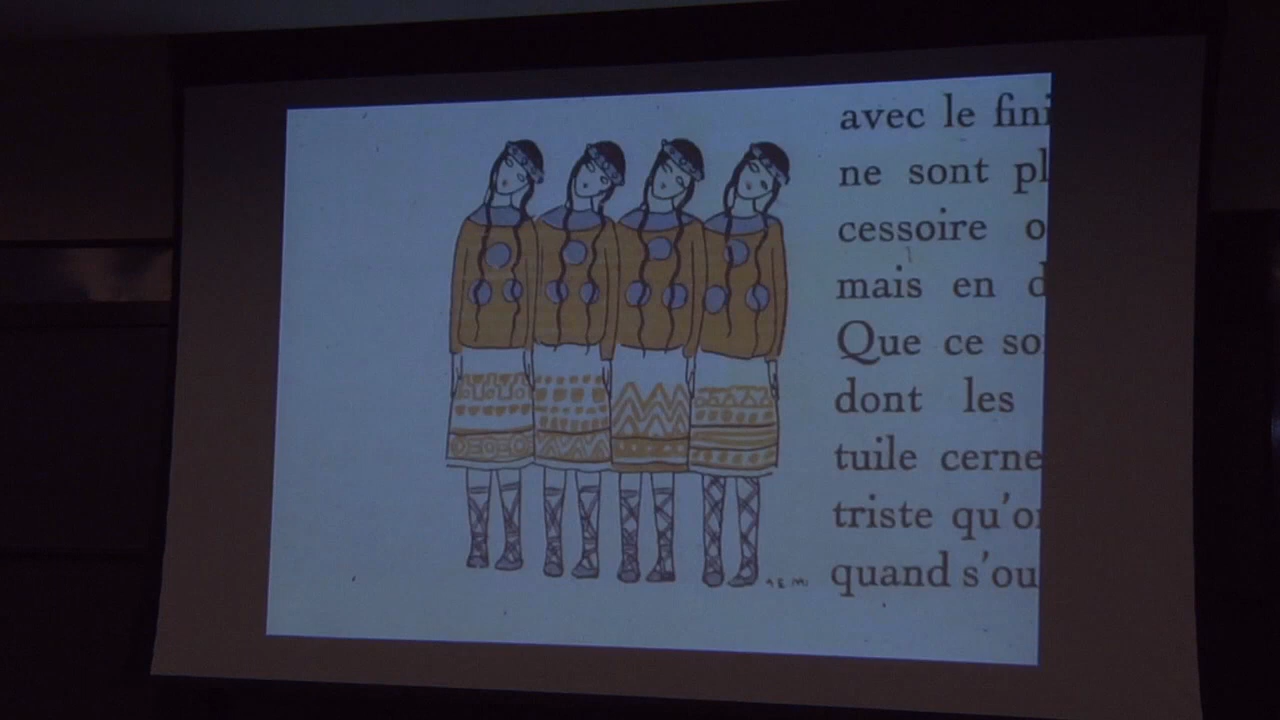 avec le fini
ne sont pl
cessoire o
mais en d
Que ce so
dont les
tuile cerne
triste qu'o
quand s'ou